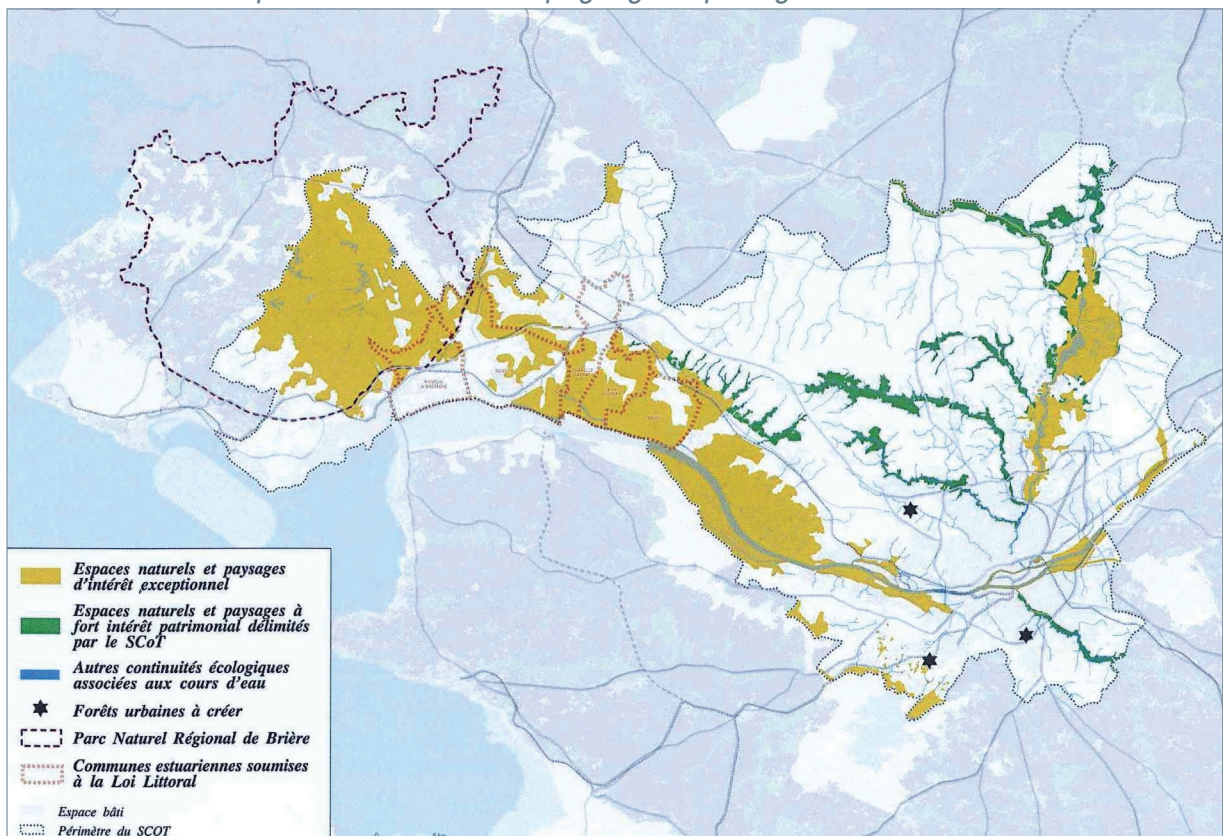 Espaces naturels et paysages
d'intérêt exceptionnel
Espaces naturels et paysages à
fort intérêt patrimonial délimités
par le SCoT
Autres continuités écologiques
associées aux cours d'eau
Forêts urbaines à créer
Parc Naturel Régional de Brière
Communes estuariennes soumises
à la Loi Littoral
Espace bâti
Périmètre du SCOT